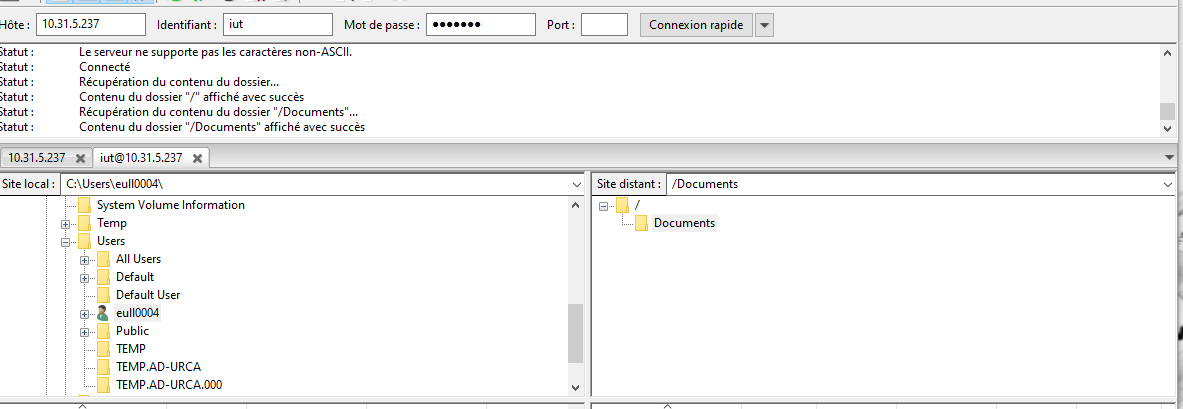 Hôte : 10.31.5.237 Identifiant : iut Mot de passe : ●●●●●●● Port : Connexion rapide
Statut : Le serveur ne supporte pas les caractères non-ASCII.
Statut : Connecté
Statut : Récupération du contenu du dossier...
Statut : Contenu du dossier "/" affiché avec succès
Statut : Récupération du contenu du dossier "/Documents"...
Statut : Contenu du dossier "/Documents" affiché avec succès
10.31.5.237 iut@10.31.5.237
Site local : C:\Users\eull0004\ Site distant : /Documents
System Volume Information /
Temp Documents
Users
All Users
Default
Default User
eull0004
Public
TEMP
TEMP.AD-URCA
TEMP.AD-URCA.000